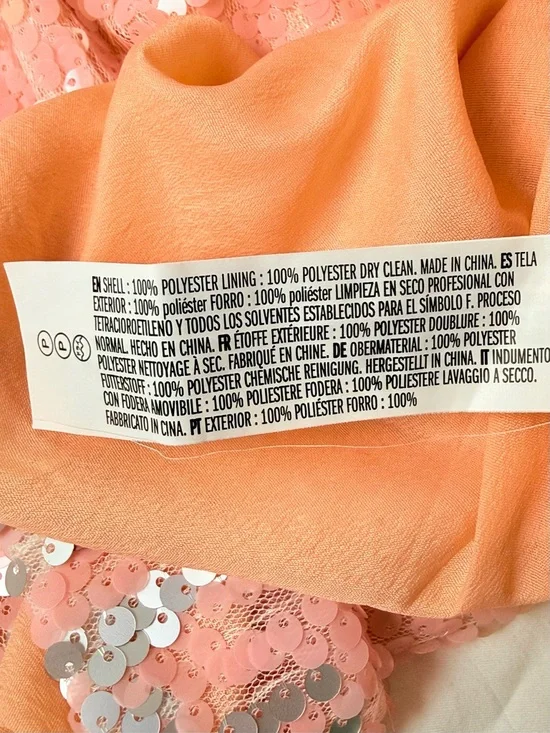 EN SHELL : 100% POLYESTER LINING : 100% POLYESTER DRY CLEAN. MADE IN CHINA. ES TELA
EXTERIOR : 100% poliéster FORRO : 100% poliéster LIMPIEZA EN SECO PROFESIONAL CON
TETRACLOROETILENO Y TODOS LOS SOLVENTES ESTABLECIDOS PARA EL SÍMBOLO F. PROCESO
NORMAL. HECHO EN CHINA. FR ÉTOFFE EXTÉRIEURE : 100% POLYESTER DOUBLURE : 100%
POLYESTER NETTOYAGE À SEC. FABRIQUÉ EN CHINE. DE OBERMATERIAL : 100% POLYESTER
FUTTERSTOFF : 100% POLYESTER CHEMISCHE REINIGUNG. HERGESTELLT IN CHINA. IT INDUMENTO
CON FODERA AMOVIBILE : 100% POLIESTERE FODERA : 100% POLIESTERE LAVAGGIO A SECCO.
FABBRICATO IN CINA. PT EXTERIOR : 100% POLIÉSTER FORRO : 100%
P P